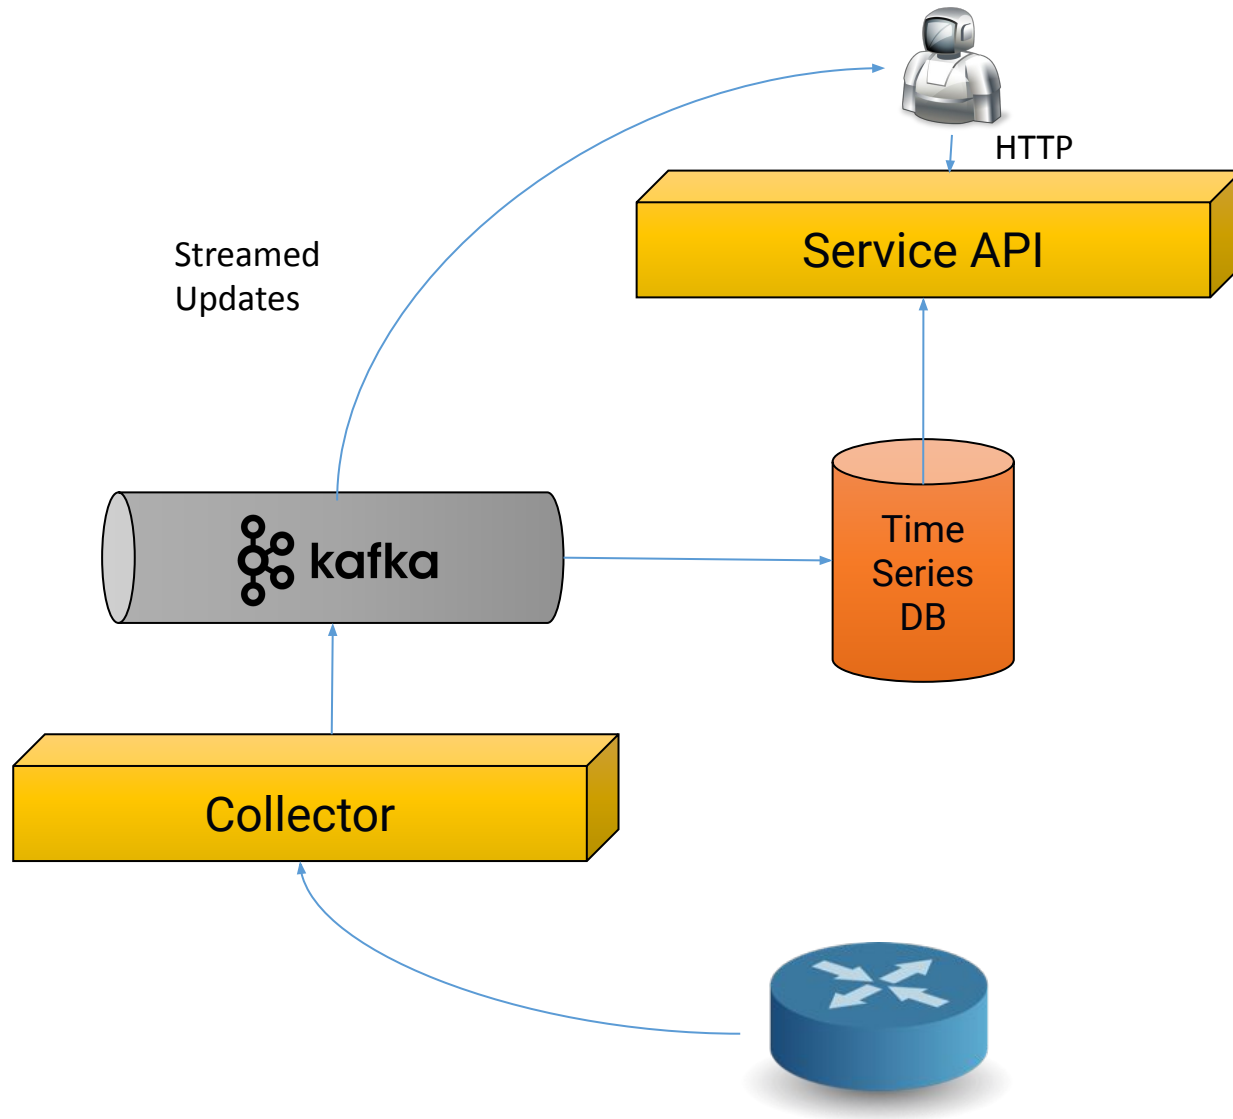 HTTP
Service API
Streamed
Updates
kafka
Time
Series
DB
Collector